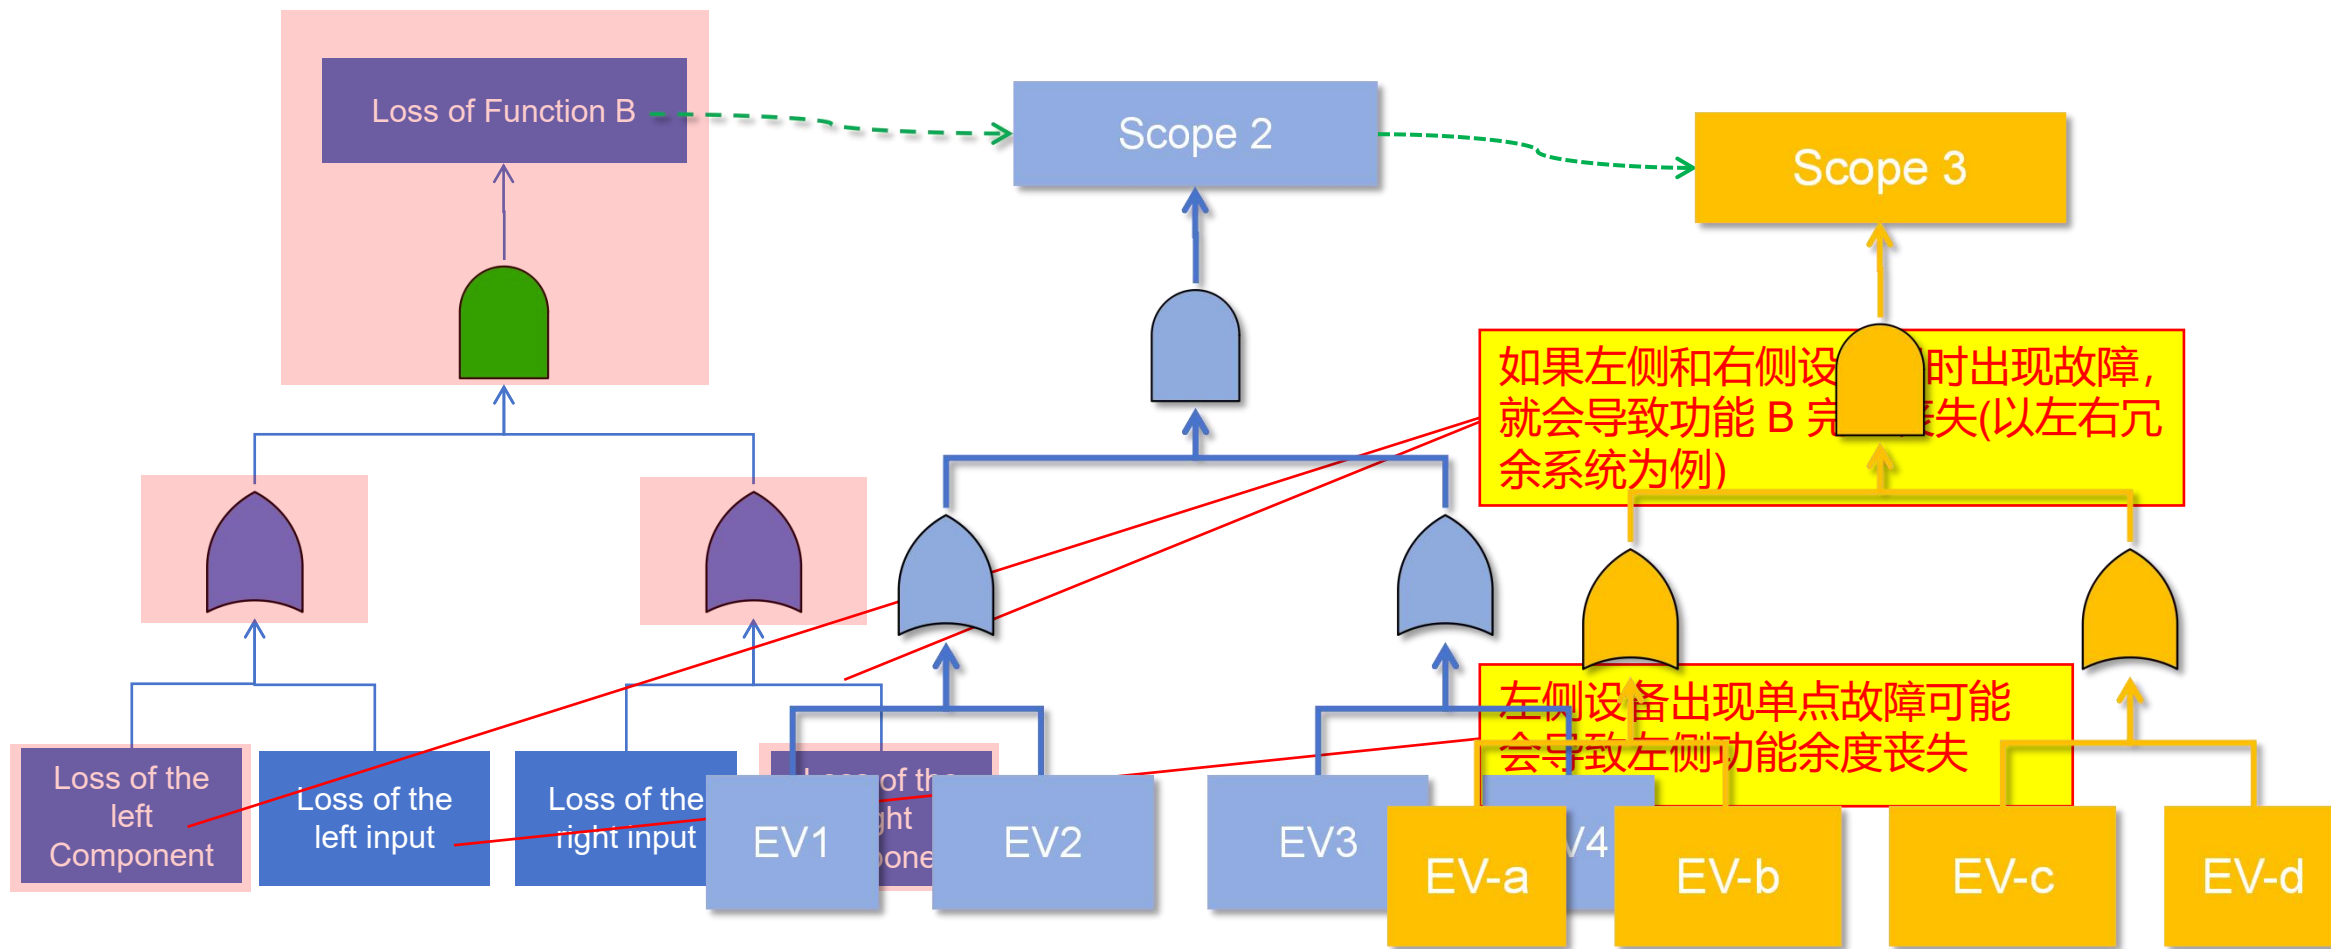 Loss of Function B
Scope 2
Scope 3
如果左侧和右侧设 时出现故障，
就会导致功能 B 完 丧失(以左右冗
余系统为例)
左侧设备出现单点故障可能
会导致左侧功能余度丧失
Loss of the
left
Component
Loss of the
left input
Loss of the
right input
of the
EV1
EV2
EV3
V4
EV-a
EV-b
EV-c
EV-d